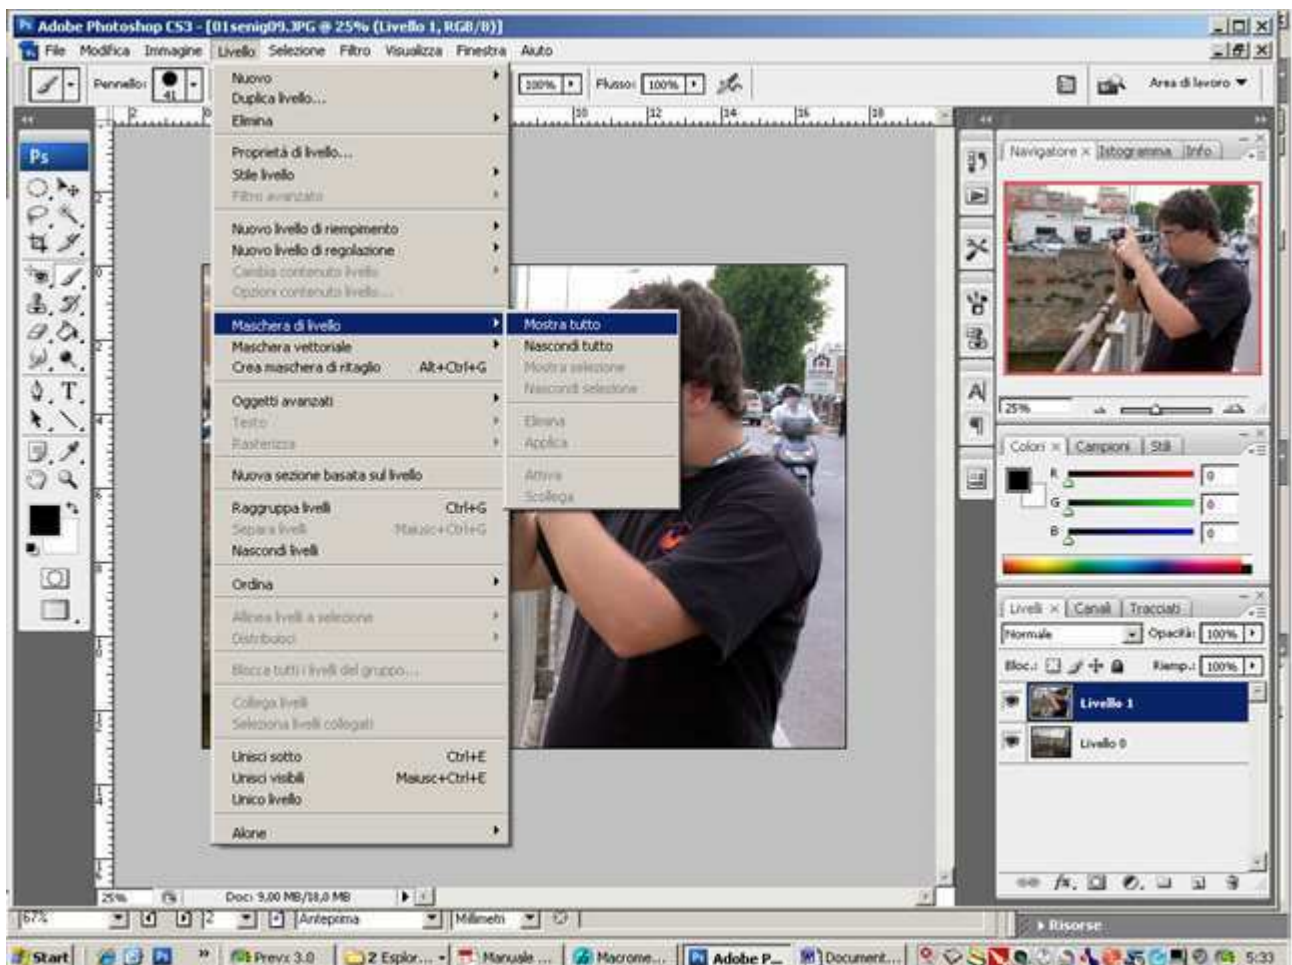 Adobe Photoshop CS3 - [01senig09.JPG @ 25% (Livello 1, RGB/8)]
File Modifica Immagine Livello Selezione Filtro Visualizza Finestra Aiuto
Pennello: 41 100% Flusso: 100% Area di lavoro
Ps
Nuovo
Duplica livello...
Elimina
Proprietà di livello...
Stile livello
Filtro avanzato
Nuovo livello di riempimento
Nuovo livello di regolazione
Cambia contenuto livello
Opzioni contenuto livello...
Maschera di livello
Maschera vettoriale
Crea maschera di ritaglio Alt+Ctrl+G
Oggetti avanzati
Testo
Rasterizza
Nuova sezione basata sul livello
Raggruppa livelli Ctrl+G
Separa livelli Maiusc+Ctrl+G
Nascondi livelli
Ordina
Allinea livelli a selezione
Distribuisci
Blocca tutti i livelli del gruppo...
Collega livelli
Seleziona livelli collegati
Unisci sotto Ctrl+E
Unisci visibili Maiusc+Ctrl+E
Unico livello
Alone
Mostra tutto
Nascondi tutto
Mostra selezione
Nascondi selezione
Elimina
Applica
Attiva
Scollega
Navigatore Istogramma Info
25%
Colori Campioni Stili
R 0
G 0
B 0
Livelli Canali Tracciati
Normale Opacità: 100%
Bloc.: Riemp.: 100%
Livello 1
Livello 0
25% Doc: 9,00 MB/18,0 MB
67% 2 Anteprima Millimetri
Risorse
Start Prevx 3.0 2 Esplor... Manuale ... Macrome... Adobe P... Document... 5:33